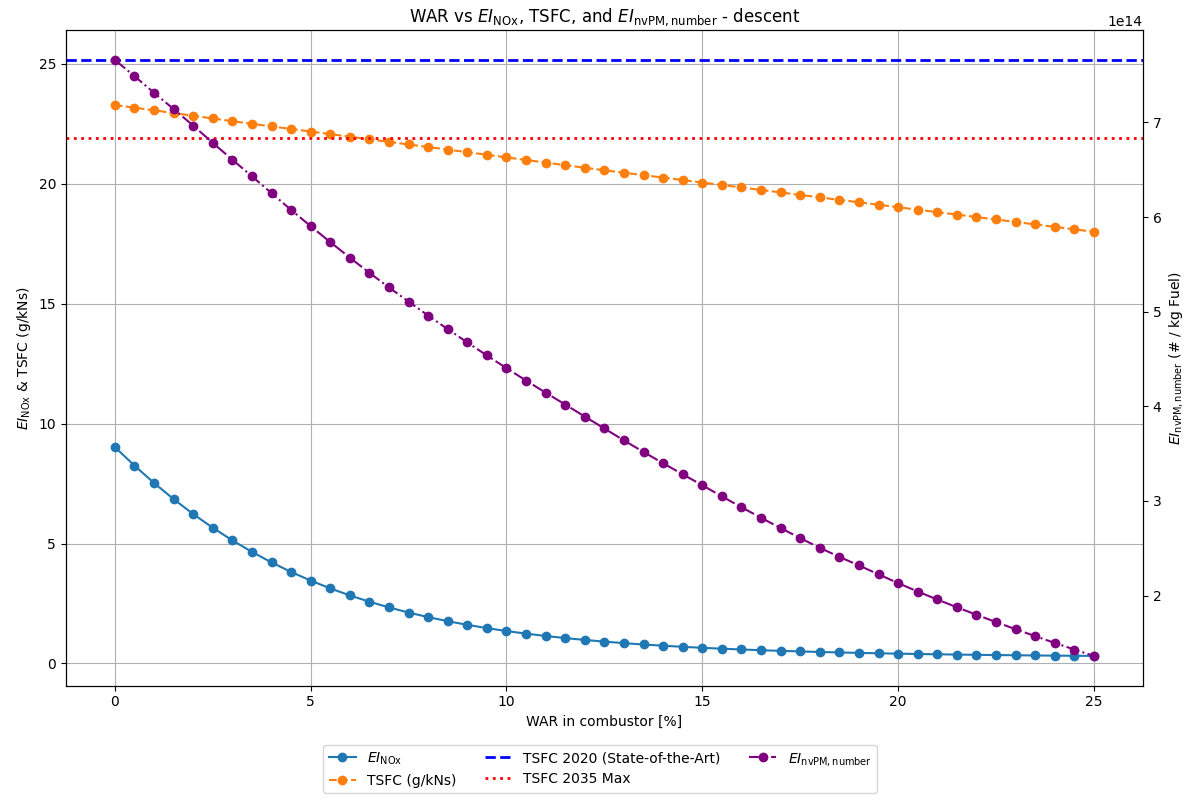 WAR vs EI_NOx, TSFC, and EI_nvPM, number - descent
1e14
25
20
15
10
5
0
EI_NOx & TSFC (g/kNs)
7
6
5
4
3
2
EI_nvPM, number (# / kg Fuel)
0 5 10 15 20 25
WAR in combustor [%]
EI_NOx
TSFC (g/kNs)
TSFC 2020 (State-of-the-Art)
TSFC 2035 Max
EI_nvPM, number